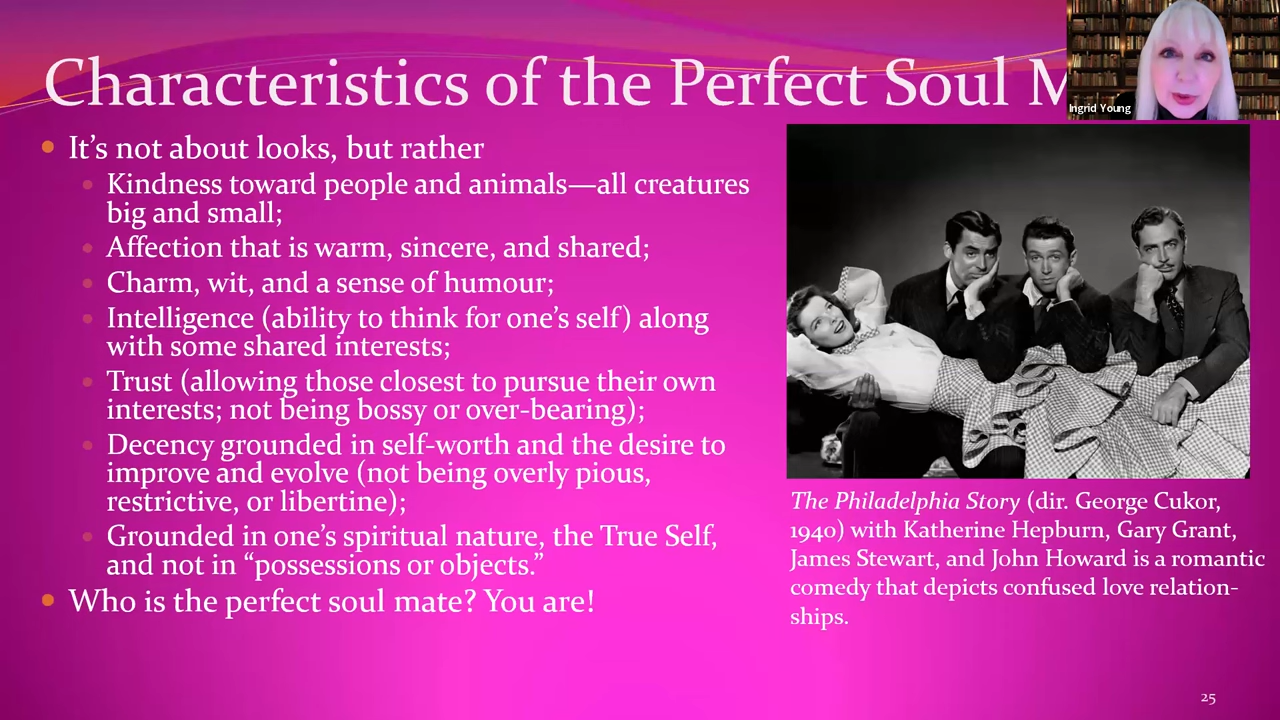 Characteristics of the Perfect Soul M
Ingrid Young
It’s not about looks, but rather
Kindness toward people and animals—all creatures
big and small;
Affection that is warm, sincere, and shared;
Charm, wit, and a sense of humour;
Intelligence (ability to think for one’s self) along
with some shared interests;
Trust (allowing those closest to pursue their own
interests; not being bossy or over-bearing);
Decency grounded in self-worth and the desire to
improve and evolve (not being overly pious,
restrictive, or libertine);
Grounded in one’s spiritual nature, the True Self,
and not in “possessions or objects.”
Who is the perfect soul mate? You are!
The Philadelphia Story (dir. George Cukor,
1940) with Katherine Hepburn, Gary Grant,
James Stewart, and John Howard is a romantic
comedy that depicts confused love relation-
ships.
25